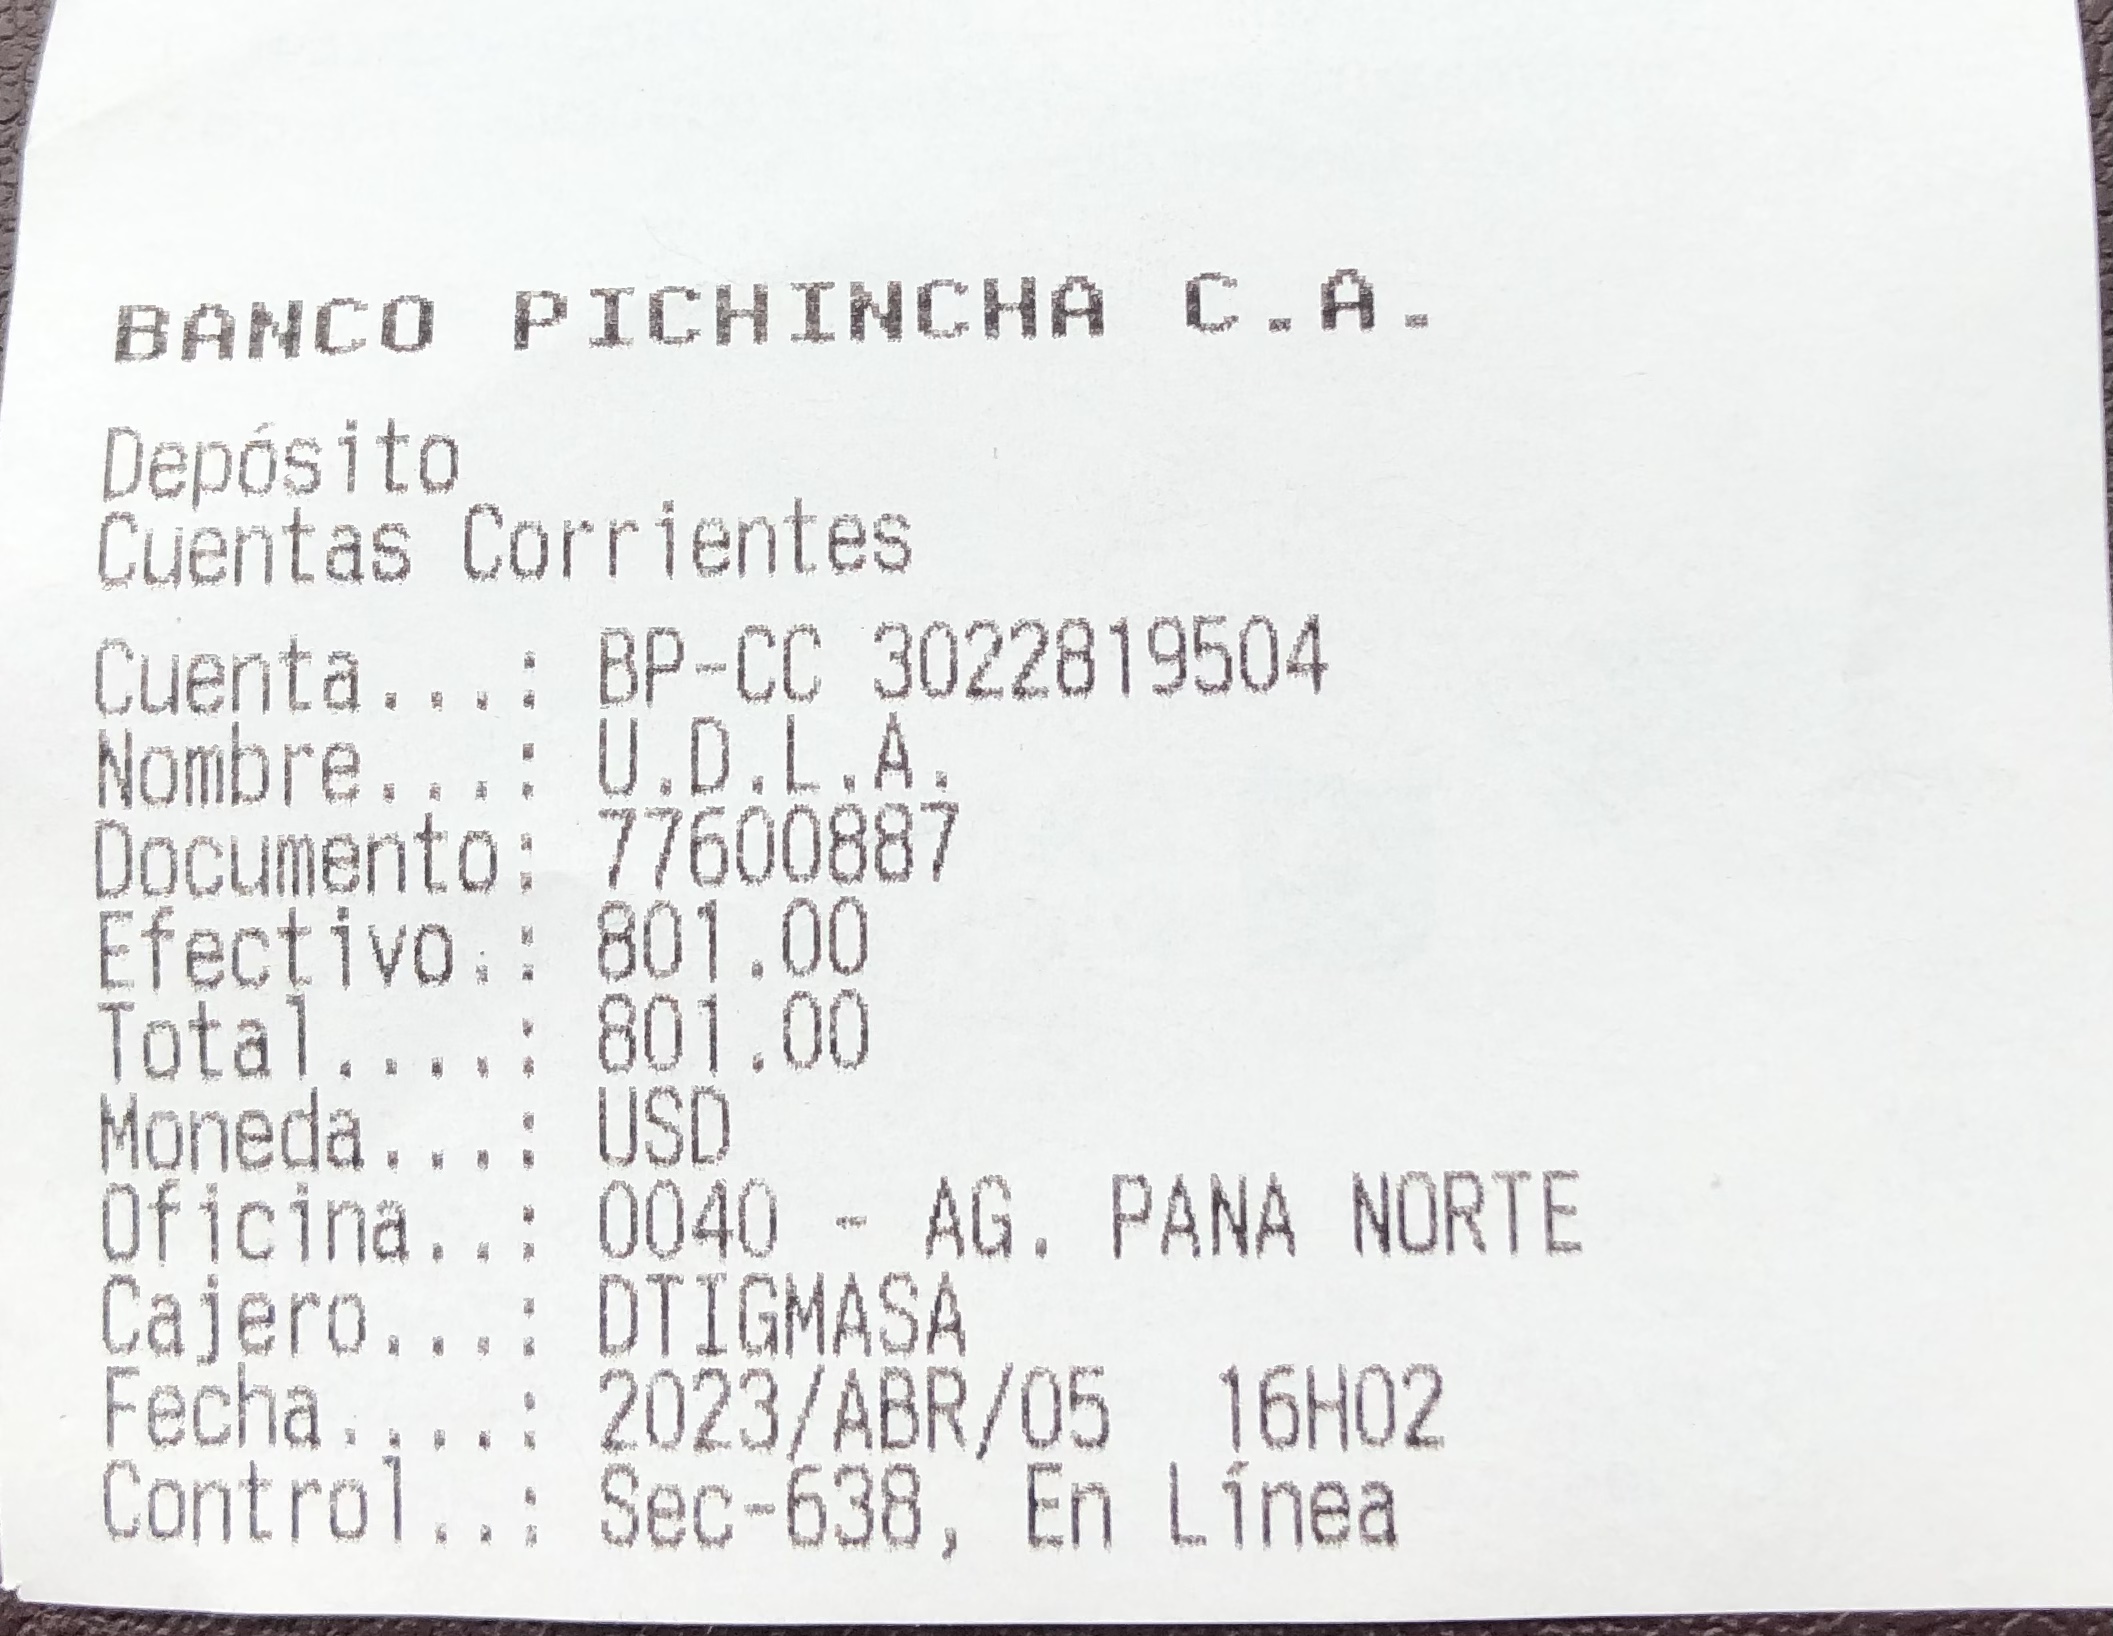 BANCO PICHINCHA C.A.
Depósito
Cuentas Corrientes
Cuenta...: BP-CC 3022819504
Nombre...: U.D.L.A.
Documento: 77600887
Efectivo.: 801.00
Total....: 801.00
Moneda...: USD
Oficina..: 0040 - AG. PANA NORTE
Cajero...: DTIGMASA
Fecha....: 2023/ABR/05  16H02
Control..: Sec-638, En Línea